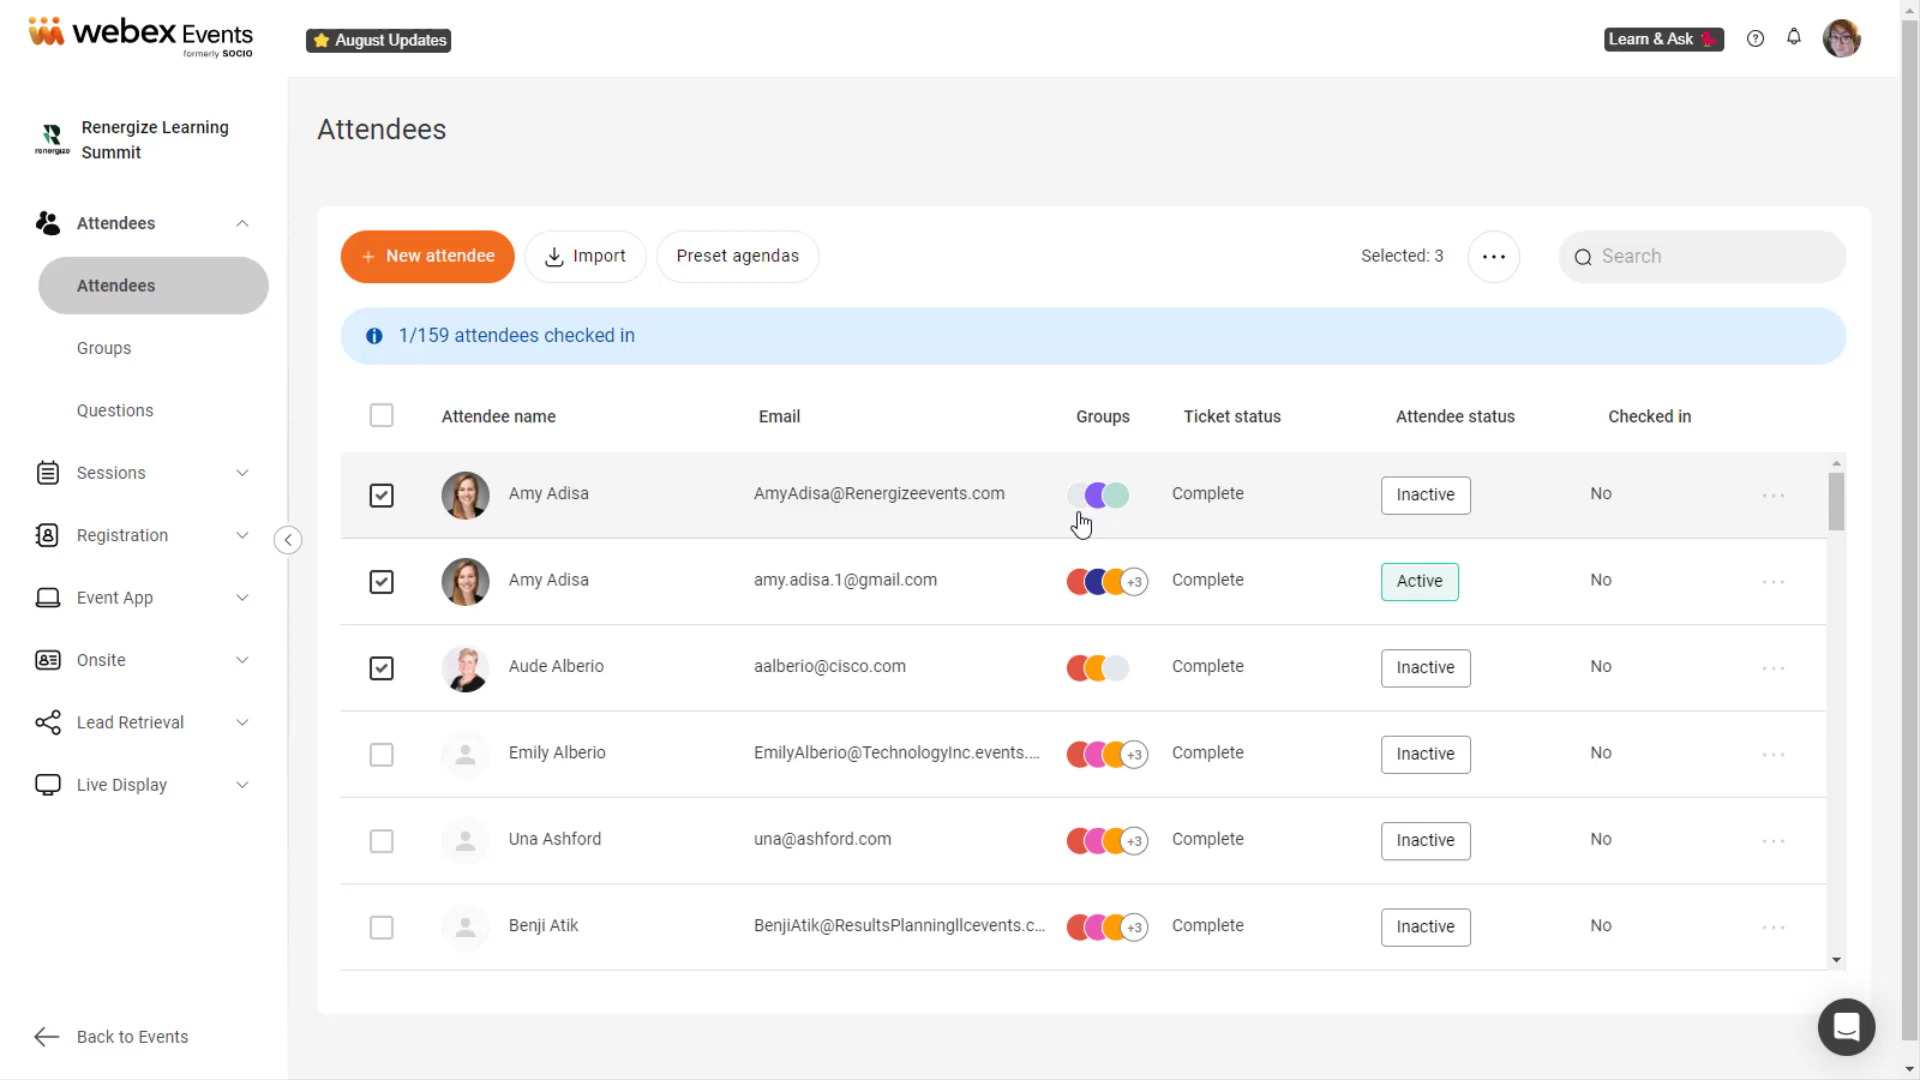 webex Events
formerly SOCIO
August Updates
Learn & Ask
renergize
Renergize Learning
Summit
Attendees
Attendees
Groups
Questions
Sessions
Registration
Event App
Onsite
Lead Retrieval
Live Display
Back to Events
Attendees
+ New attendee
Import
Preset agendas
Selected: 3
Search
1/159 attendees checked in
Attendee name Email Groups Ticket status Attendee status Checked in
Amy Adisa AmyAdisa@Renergizeevents.com Complete Inactive No
Amy Adisa amy.adisa.1@gmail.com +3 Complete Active No
Aude Alberio aalberio@cisco.com Complete Inactive No
Emily Alberio EmilyAlberio@TechnologyInc.events.... +3 Complete Inactive No
Una Ashford una@ashford.com +3 Complete Inactive No
Benji Atik BenjiAtik@ResultsPlanningllcevents.c... +3 Complete Inactive No